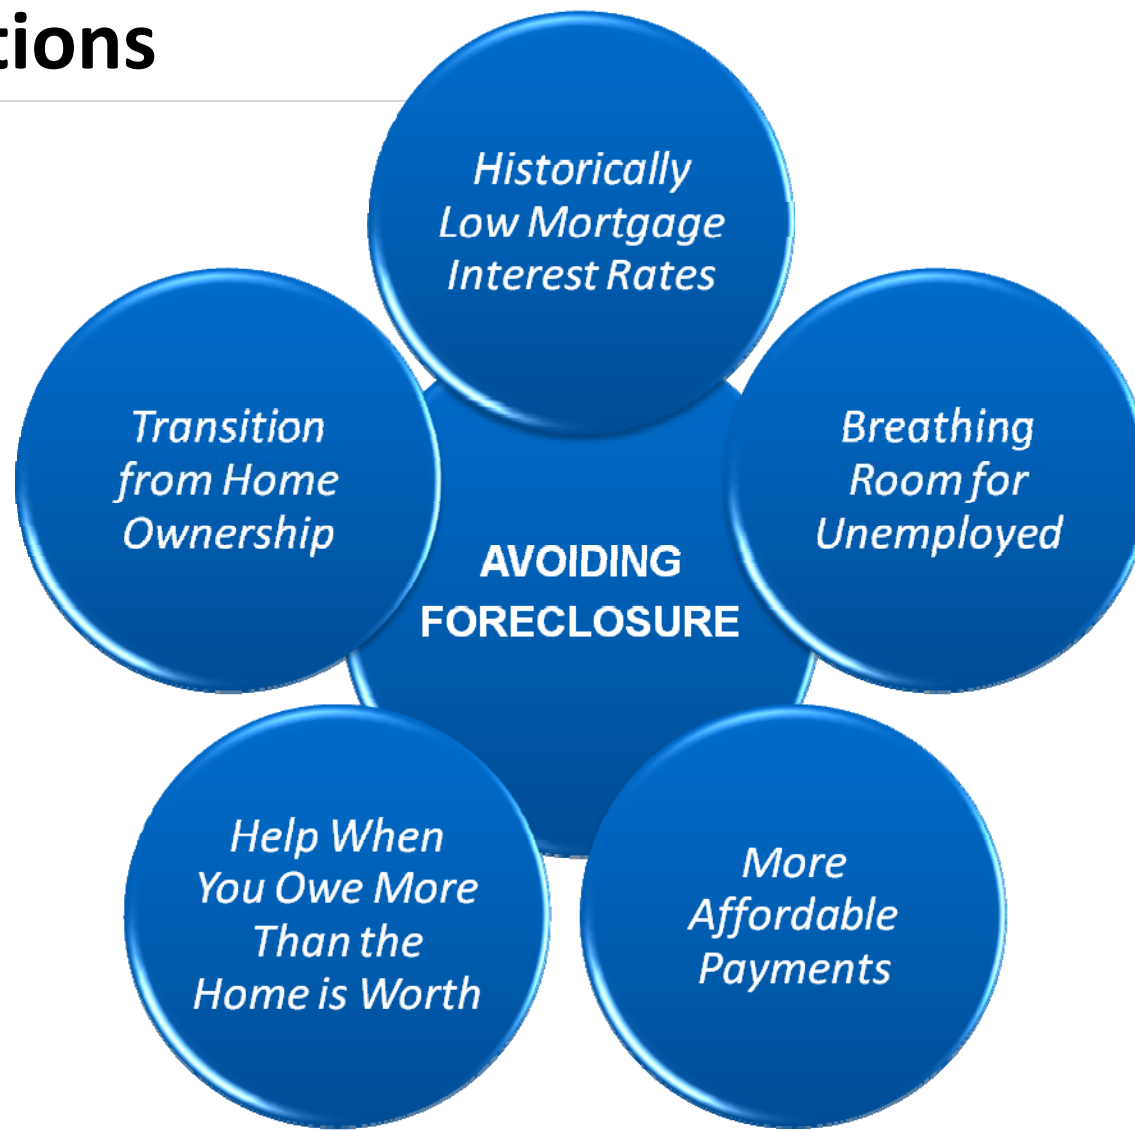 tions
Historically
Low Mortgage
Interest Rates
Transition
from Home
Ownership
Breathing
Room for
Unemployed
AVOIDING
FORECLOSURE
Help When
You Owe More
Than the
Home is Worth
More
Affordable
Payments